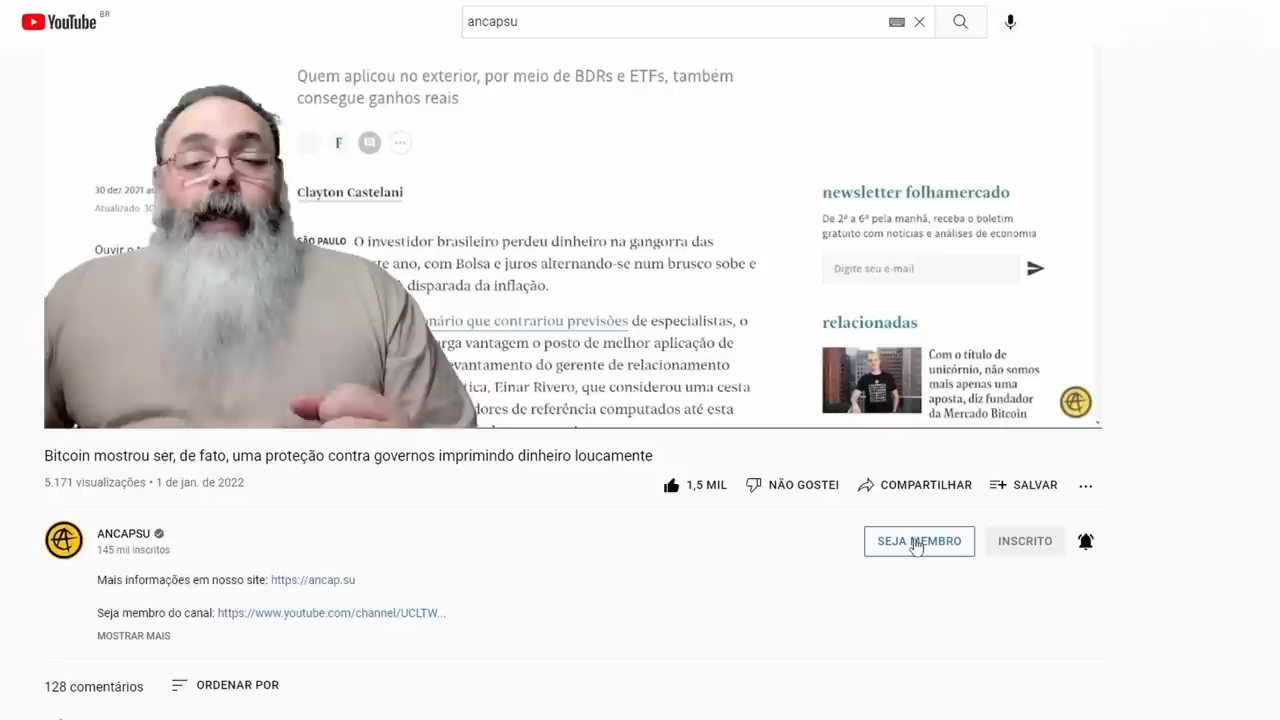 YouTube BR
ancapsu
Quem aplicou no exterior, por meio de BDRs e ETFs, também
consegue ganhos reais
F
Clayton Castelani
30 dez 2021
Atualizado 30
Ouvir o
SÃO PAULO O investidor brasileiro perdeu dinheiro na gangorra das
te ano, com Bolsa e juros alternando-se num brusco sobe e
disparada da inflação.
nário que contrariou previsões de especialistas, o
rga vantagem o posto de melhor aplicação de
evantamento do gerente de relacionamento
tica, Einar Rivero, que considerou uma cesta
dores de referência computados até esta
newsletter folhamercado
De 2ª a 6ª pela manhã, receba o boletim
gratuito com notícias e análises de economia
Digite seu e-mail
relacionadas
Com o título de
unicórnio, não somos
mais apenas uma
aposta, diz fundador
da Mercado Bitcoin
Bitcoin mostrou ser, de fato, uma proteção contra governos imprimindo dinheiro loucamente
5.171 visualizações • 1 de jan. de 2022
1,5 MIL NÃO GOSTEI COMPARTILHAR SALVAR
ANCAPSU
145 mil inscritos
SEJA MEMBRO INSCRITO
Mais informações em nosso site: https://ancap.su
Seja membro do canal: https://www.youtube.com/channel/UCLTW...
MOSTRAR MAIS
128 comentários ORDENAR POR